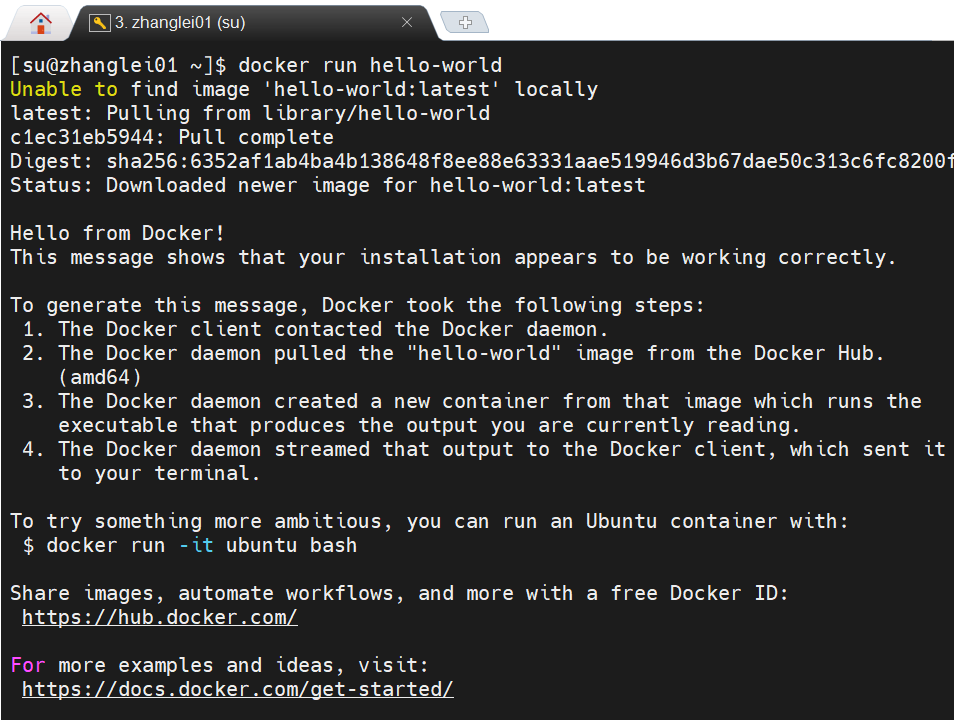 3. zhanglei01 (su)
[su@zhanglei01 ~]$ docker run hello-world
Unable to find image 'hello-world:latest' locally
latest: Pulling from library/hello-world
c1ec31eb5944: Pull complete
Digest: sha256:6352af1ab4ba4b138648f8ee88e63331aae519946d3b67dae50c313c6fc8200f
Status: Downloaded newer image for hello-world:latest
Hello from Docker!
This message shows that your installation appears to be working correctly.
To generate this message, Docker took the following steps:
1. The Docker client contacted the Docker daemon.
2. The Docker daemon pulled the "hello-world" image from the Docker Hub.
(amd64)
3. The Docker daemon created a new container from that image which runs the
executable that produces the output you are currently reading.
4. The Docker daemon streamed that output to the Docker client, which sent it
to your terminal.
To try something more ambitious, you can run an Ubuntu container with:
$ docker run -it ubuntu bash
Share images, automate workflows, and more with a free Docker ID:
https://hub.docker.com/
For more examples and ideas, visit:
https://docs.docker.com/get-started/